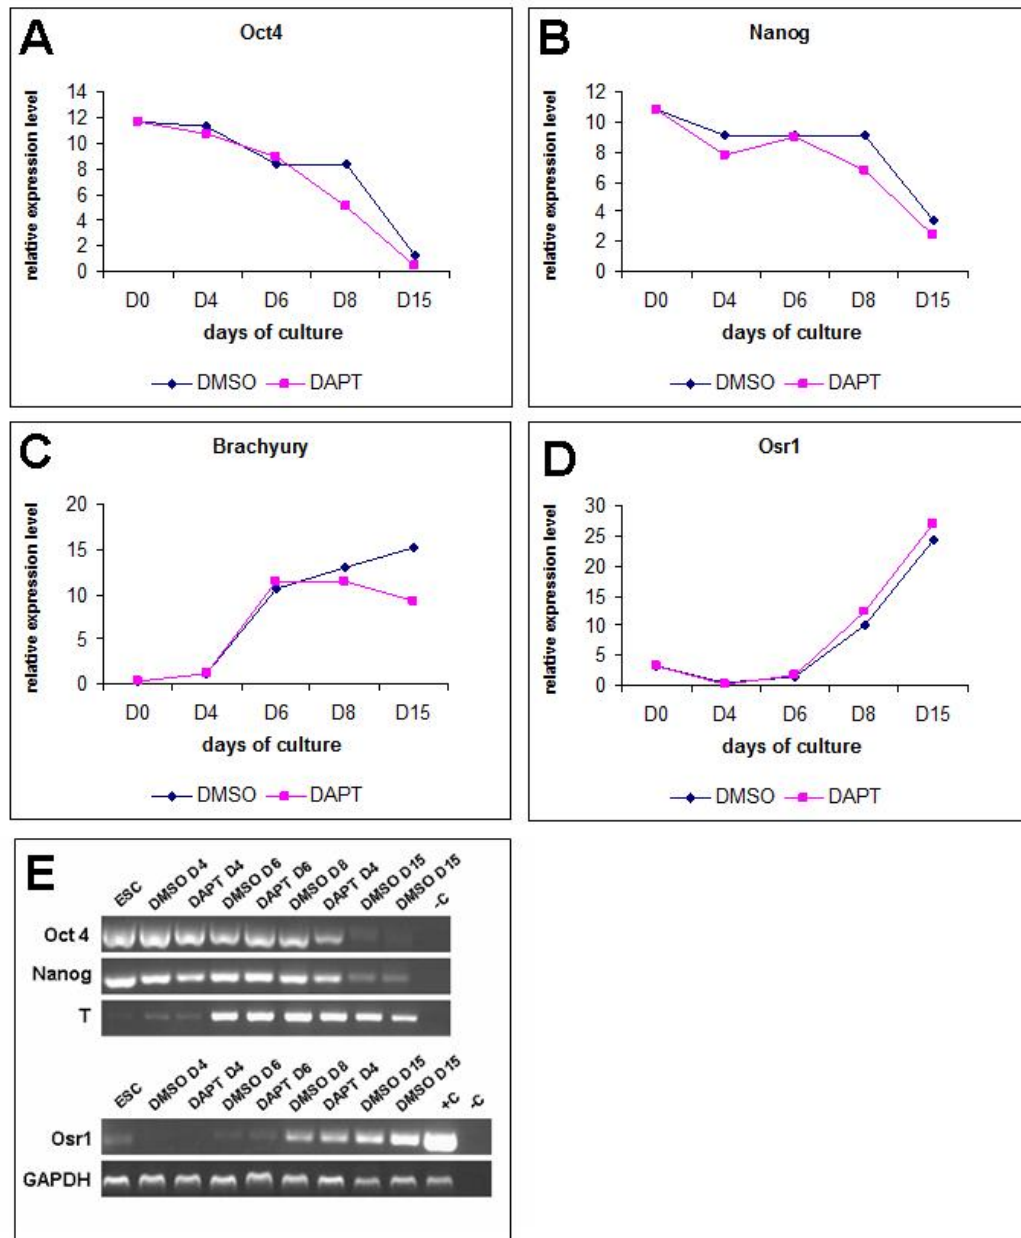 A
Oct4
relative expression level
14
12
10
8
6
4
2
0
D0 D4 D6 D8 D15
days of culture
DMSO DAPT
B
Nanog
relative expression level
12
10
8
6
4
2
0
D0 D4 D6 D8 D15
days of culture
DMSO DAPT
C
Brachyury
relative expression level
20
15
10
5
0
D0 D4 D6 D8 D15
days of culture
DMSO DAPT
D
Osr1
relative expression level
30
25
20
15
10
5
0
D0 D4 D6 D8 D15
days of culture
DMSO DAPT
E
ESC DMSO D4 DAPT D4 DMSO D6 DAPT D6 DMSO D8 DAPT D4 DMSO D15 DMSO D15 -C
Oct 4
Nanog
T
ESC DMSO D4 DAPT D4 DMSO D6 DAPT D6 DMSO D8 DAPT D4 DMSO D15 DMSO D15 +C -C
Osr1
GAPDH